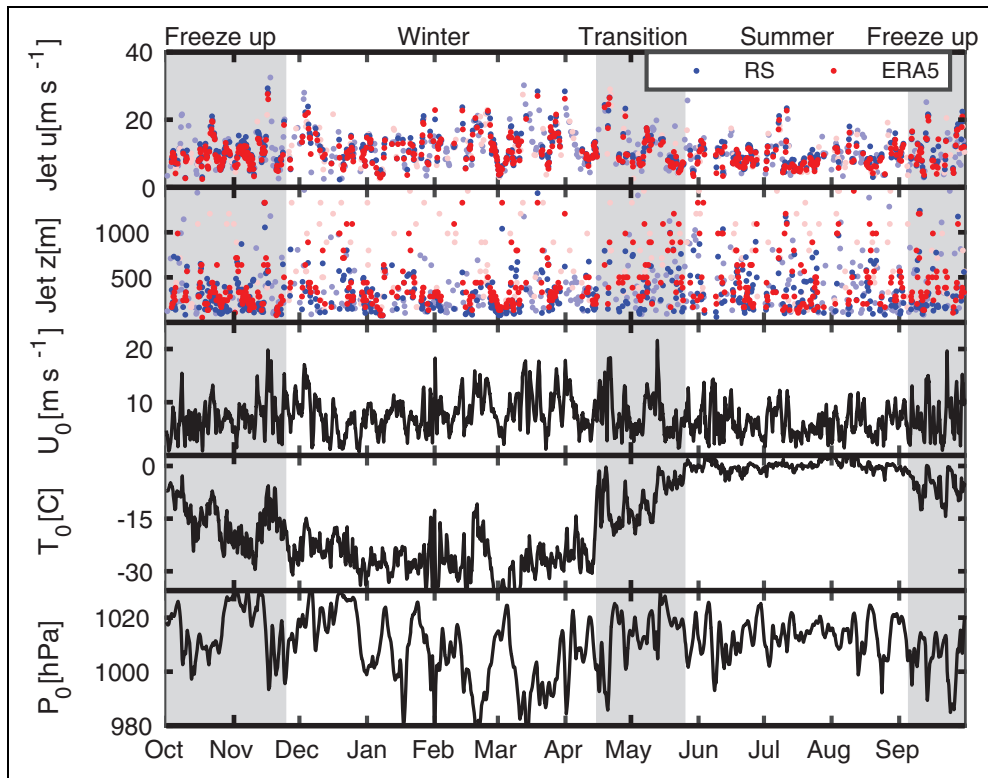 Freeze up Winter Transition Summer Freeze up
RS ERA5
Jet u[m s⁻¹]
40
20
0
Jet z[m]
1000
500
U₀[m s⁻¹]
20
10
T₀[C]
0
-15
-30
P₀[hPa]
1020
1000
980
Oct Nov Dec Jan Feb Mar Apr May Jun Jul Aug Sep